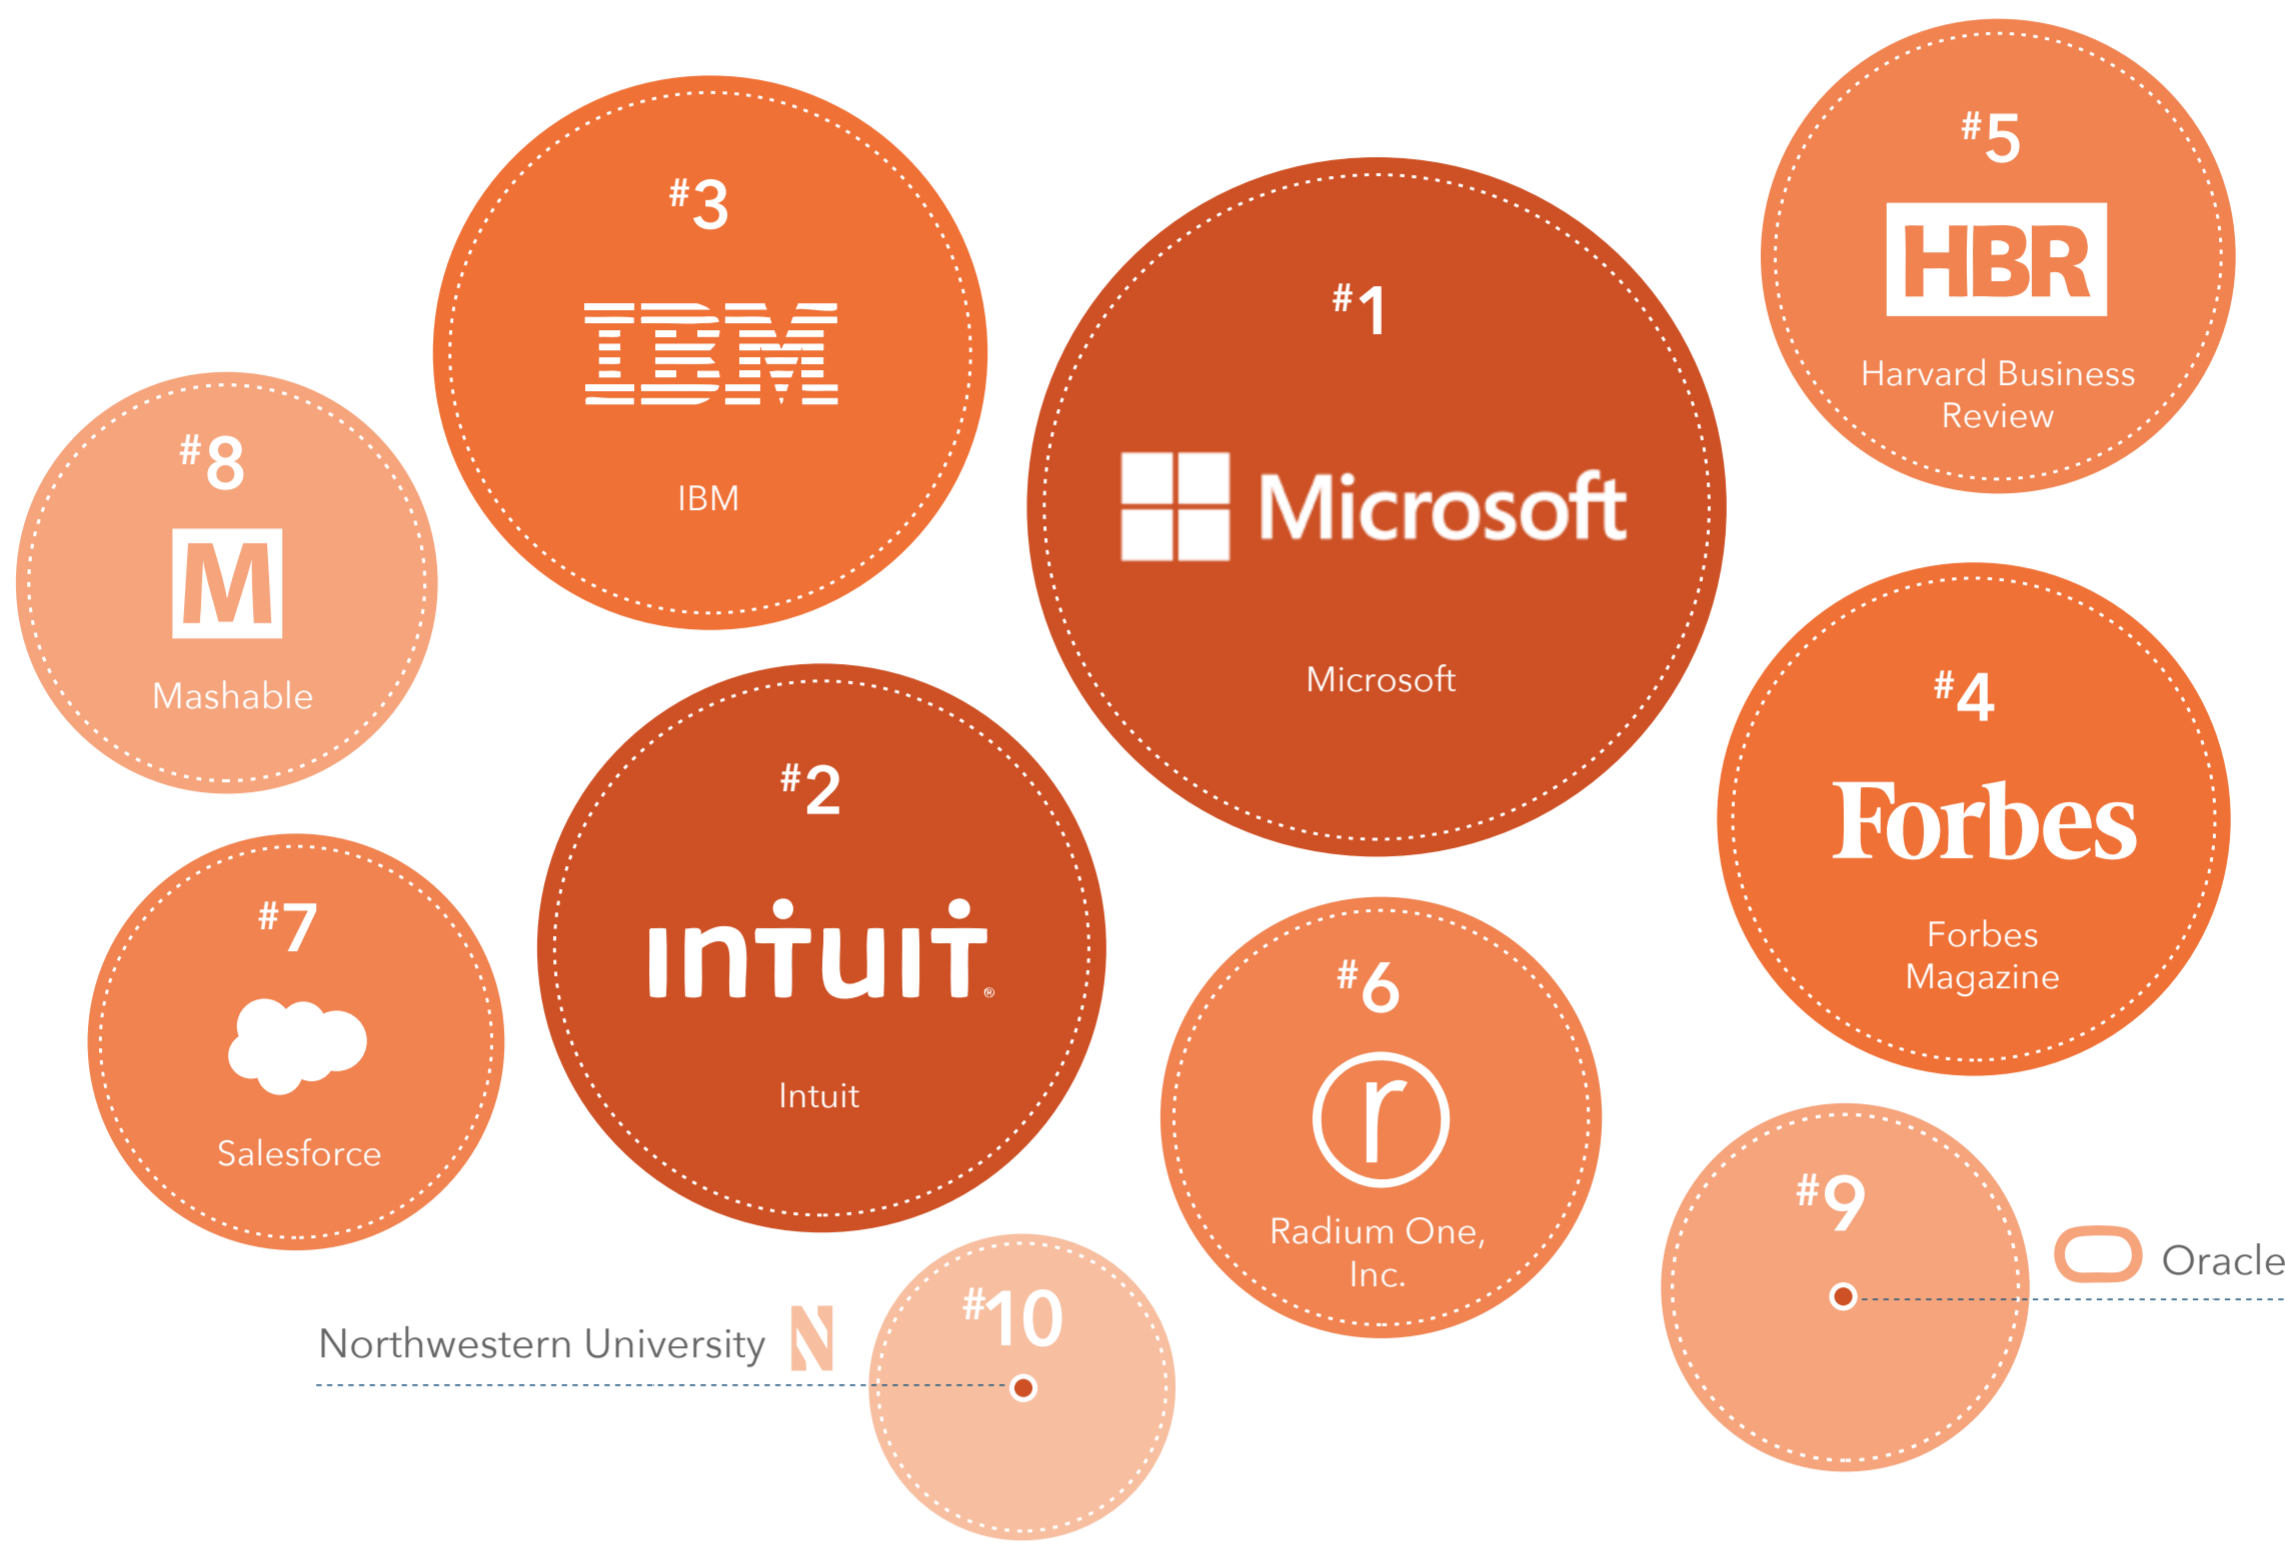 #1
Microsoft
Microsoft
#2
intuit®
Intuit
#3
IBM
IBM
#4
Forbes
Forbes
Magazine
#5
HBR
Harvard Business
Review
#6
r
Radium One,
Inc.
#7
Salesforce
#8
M
Mashable
#9
Oracle
#10
Northwestern University N